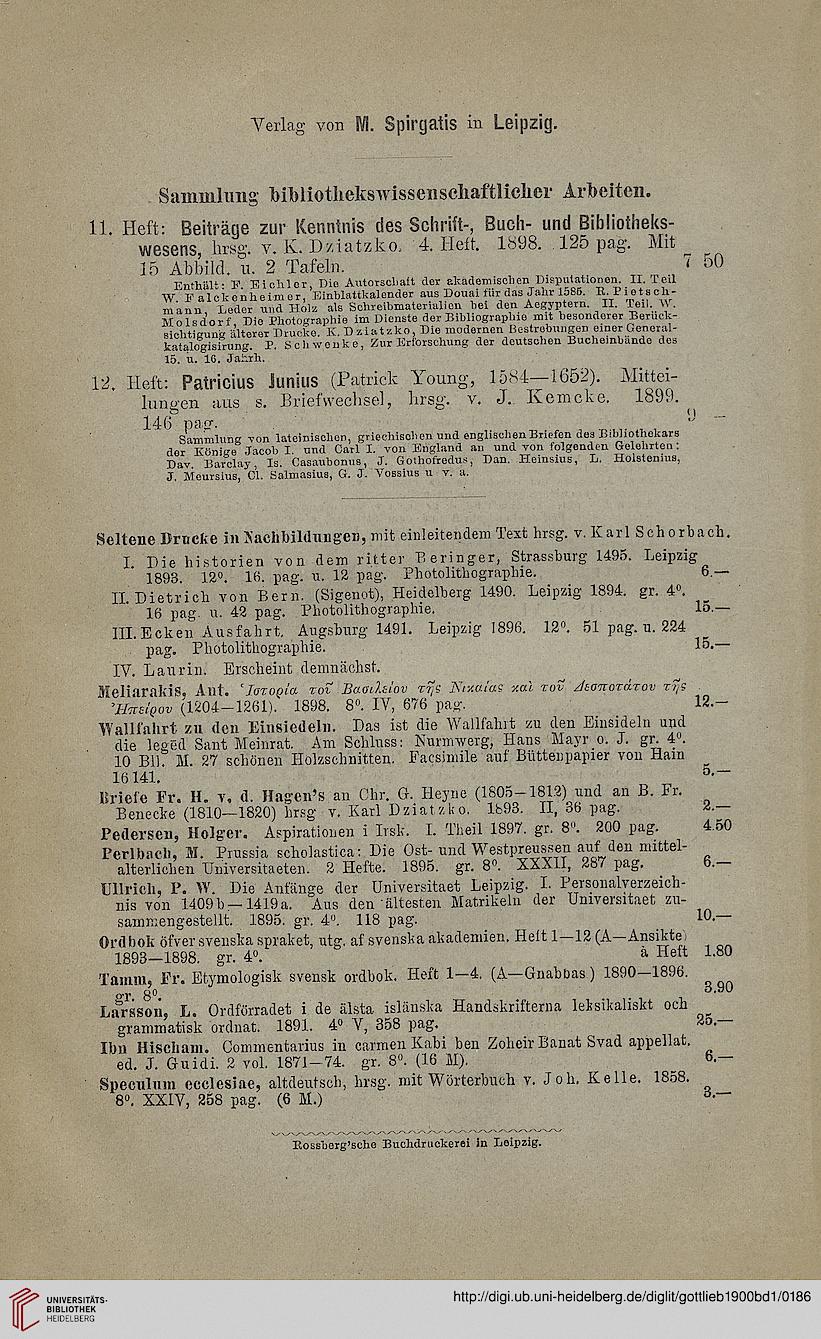 Verlag von M. Spirgatis in Leipzig.
Sammlung bibliothekswissenschaftlicher Arbeiten.
11. Heft: Beiträge zur Kenntnis des Schrift-, Buch- und Bibliotheks-
wesens, hrsg. v. K. Dziatzko. 4. Heft. 1898. 125 pag. Mit
15 Abbild. u. 2 Tafeln. 7 50
Enthält: F. Eichler, Die Autorschaft der akademischen Disputationen. II. Teil
W. Falckenheimer, Einblattkalender aus Douai für das Jahr 1585. R. Pietsch-
mann, Leder und Holz als Schreibmaterialien bei den Aegyptern. II. Teil. W.
Molsdorf, Die Photographie im Dienste der Bibliographie mit besonderer Berück-
sichtigung älterer Drucke. K. Dziatzko, Die modernen Bestrebungen einer General-
katalogisirung. P. Schwenke, Zur Erforschung der deutschen Bucheinbände des
15. u. 16. Jahrh.
12. Heft: Patricius Junius (Patrick Young, 1584—1652). Mittei-
lungen aus s. Briefwechsel, hrsg. v. J. Kemcke. 1899.
146 pag. 9 —
Sammlung von lateinischen, griechischen und englischen Briefen des Bibliothekars
der Könige Jacob I. und Carl I. von England an und von folgenden Gelehrten:
Dav. Barclay, Is. Casaubonus, J. Gothofredus, Dan. Heinsius, L. Holstenius,
J. Meursius, Cl. Salmasius, G. J. Vossius u. v. a.
Seltene Drucke in Nachbildungen, mit einleitendem Text hrsg. v. Karl Schorbach.
I. Die historien von dem ritter Beringer, Strassburg 1495. Leipzig
1893. 12⁰. 16. pag. u. 12 pag. Photolithographie. 6.—
II. Dietrich von Bern. (Sigenot), Heidelberg 1490. Leipzig 1894. gr. 4⁰.
16 pag. u. 42 pag. Photolithographie. 15.—
III. Ecken Ausfahrt. Augsburg 1491. Leipzig 1896. 12⁰. 51 pag. u. 224
pag. Photolithographie. 15.—
IV. Laurin. Erscheint demnächst.
Meliarakis, Ant. Ἱστορία τοῦ Βασιλείου τῆς Νικαίας καὶ τοῦ Δεσποτάτου τῆς
Ἠπείρου (1204—1261). 1898. 8⁰. IV, 676 pag. 12.—
Wallfahrt zu den Einsiedeln. Das ist die Wallfahrt zu den Einsideln und
die legēd Sant Meinrat. Am Schluss: Nurmwerg, Hans Mayr o. J. gr. 4⁰.
10 Bll. M. 27 schönen Holzschnitten. Facsimile auf Büttenpapier von Hain
16141. 5.—
Briefe Fr. H. v. d. Hagen's an Chr. G. Heyne (1805—1812) und an B. Fr.
Benecke (1810—1820) hrsg v. Karl Dziatzko. 1893. II, 36 pag. 2.—
Pedersen, Holger. Aspirationen i Irsk. I. Theil 1897. gr. 8⁰. 200 pag. 4.50
Perlbach, M. Prussia scholastica: Die Ost- und Westpreussen auf den mittel-
alterlichen Universitaeten. 2 Hefte. 1895. gr. 8⁰. XXXII, 287 pag. 6.—
Ullrich, P. W. Die Anfänge der Universitaet Leipzig. I. Personalverzeich-
nis von 1409b—1419a. Aus den ältesten Matrikeln der Universitaet zu-
sammengestellt. 1895. gr. 4⁰. 118 pag. 10.—
Ordbok öfver svenska spraket, utg. af svenska akademien. Heft 1—12 (A—Ansikte)
1893—1898. gr. 4⁰. à Heft 1.80
Tamm, Fr. Etymologisk svensk ordbok. Heft 1—4. (A—Gnabbas) 1890—1896.
gr. 8⁰. 3.90
Larsson, L. Ordförradet i de älsta islänska Handskrifterna leksikaliskt och
grammatisk ordnat. 1891. 4⁰ V, 358 pag. 25.—
Ibn Hischam. Commentarius in carmen Kabi ben Zoheir Banat Svad appellat.
ed. J. Guidi. 2 vol. 1871—74. gr. 8⁰. (16 M). 6.—
Speculum ecclesiae, altdeutsch, hrsg. mit Wörterbuch v. Joh. Kelle. 1858.
8⁰. XXIV, 258 pag. (6 M.) 3.—
Rossberg'sche Buchdruckerei in Leipzig.
UNIVERSITÄTS-
BIBLIOTHEK
HEIDELBERG
http://digi.ub.uni-heidelberg.de/diglit/gottlieb1900bd1/0186